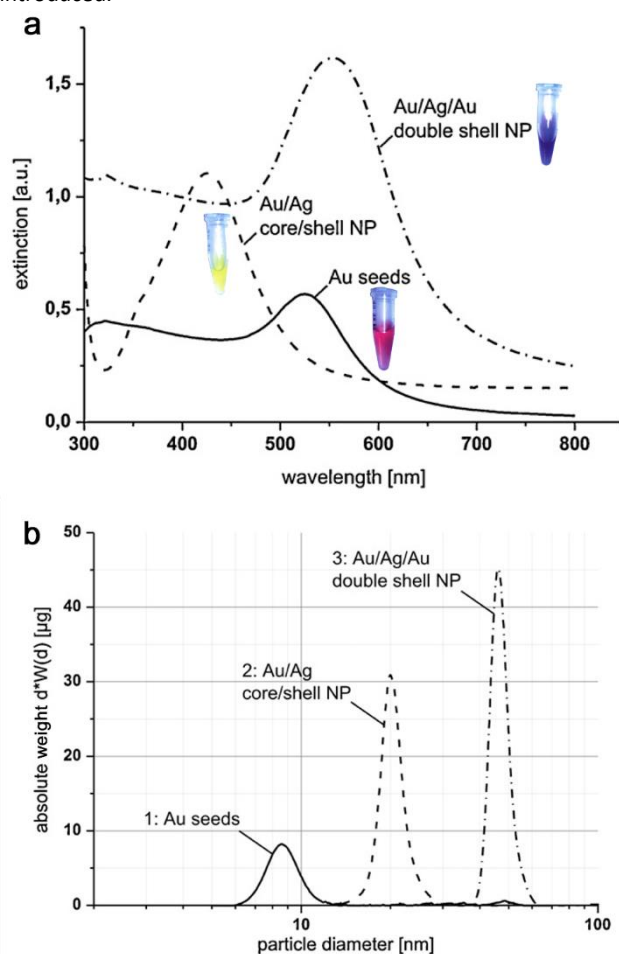 introduced.
a
1,5
Au/Ag/Au
double shell NP
1,0
Au/Ag
core/shell NP
extinction [a.u.]
Au seeds
0,5
0,0
300 400 500 600 700 800
wavelength [nm]
b
50
3: Au/Ag/Au
double shell NP
40
2: Au/Ag
core/shell NP
30
absolute weight d*W(d) [µg]
20
1: Au seeds
10
0
10 100
particle diameter [nm]